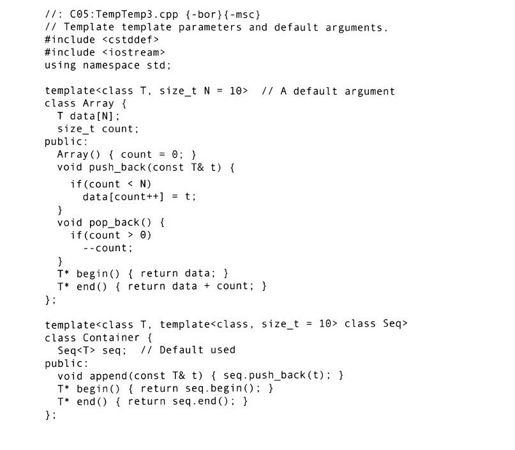 //: C05:TempTemp3.cpp {-bor}{-msc}
// Template template parameters and default arguments.
#include <cstddef>
#include <iostream>
using namespace std;

template<class T, size_t N = 10>  // A default argument
class Array {
  T data[N];
  size_t count;
public:
  Array() { count = 0; }
  void push_back(const T& t) {
    if(count < N)
      data[count++] = t;
  }
  void pop_back() {
    if(count > 0)
      --count;
  }
  T* begin() { return data; }
  T* end() { return data + count; }
};

template<class T, template<class, size_t = 10> class Seq>
class Container {
  Seq<T> seq;  // Default used
public:
  void append(const T& t) { seq.push_back(t); }
  T* begin() { return seq.begin(); }
  T* end() { return seq.end(); }
};